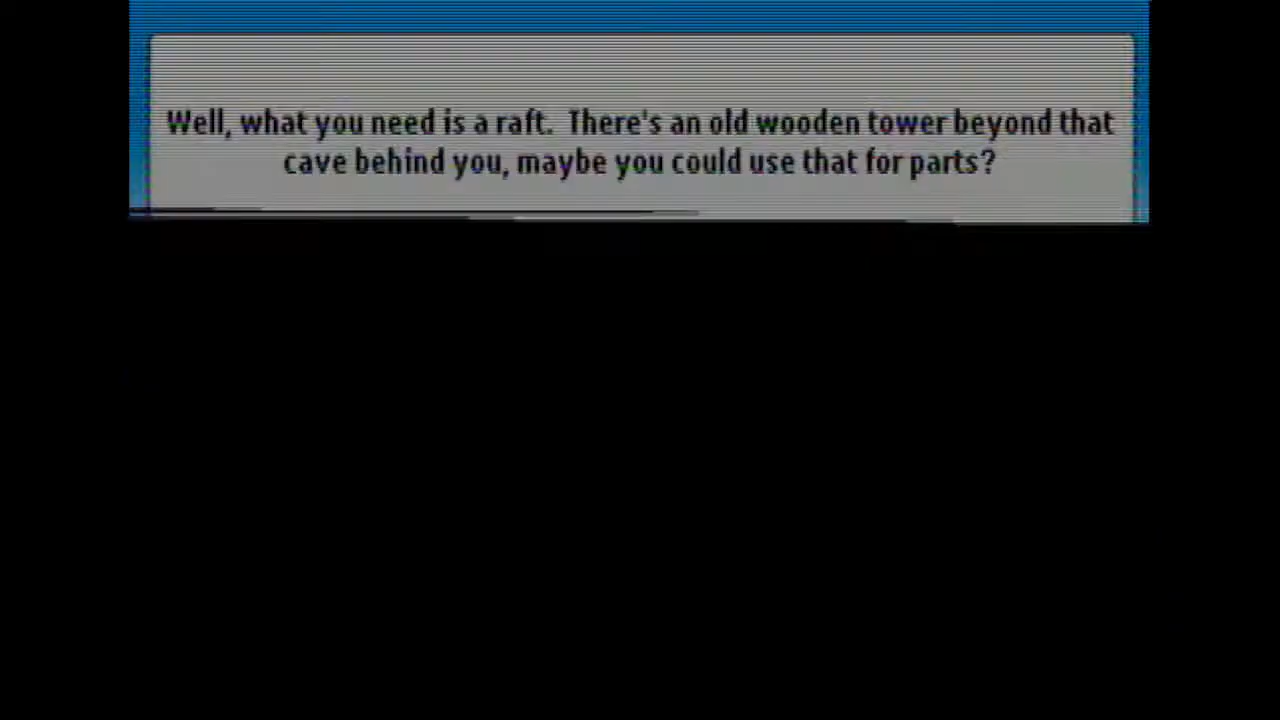 Well, what you need is a raft.  There's an old wooden tower beyond that
cave behind you, maybe you could use that for parts?